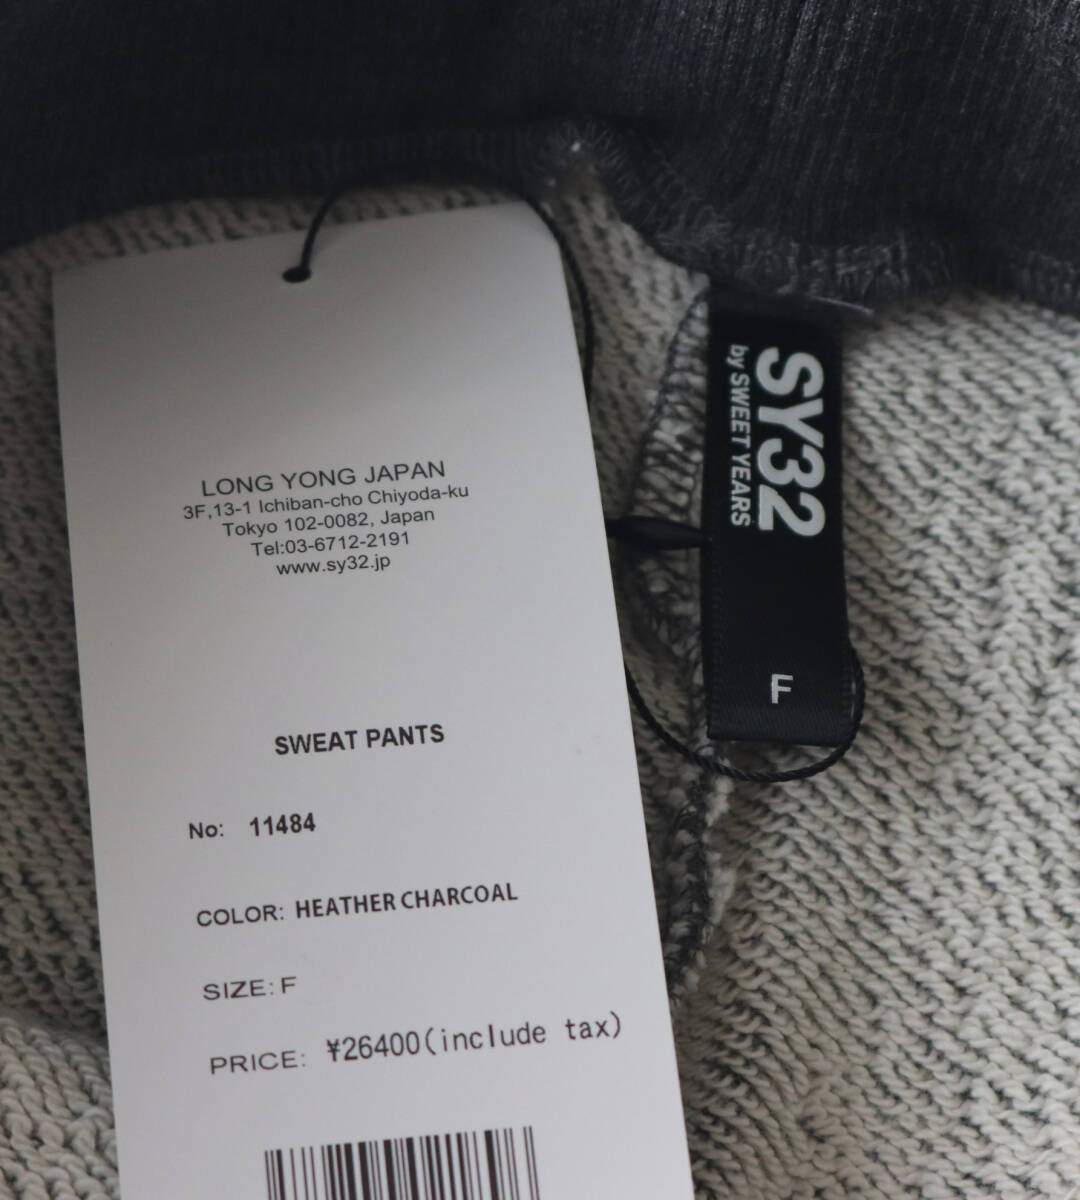 LONG YONG JAPAN
3F,13-1 Ichiban-cho Chiyoda-ku
Tokyo 102-0082, Japan
Tel:03-6712-2191
www.sy32.jp
SWEAT PANTS
No: 11484
COLOR: HEATHER CHARCOAL
SIZE: F
PRICE: ¥26400(include tax)
SY32
by SWEET YEARS
F